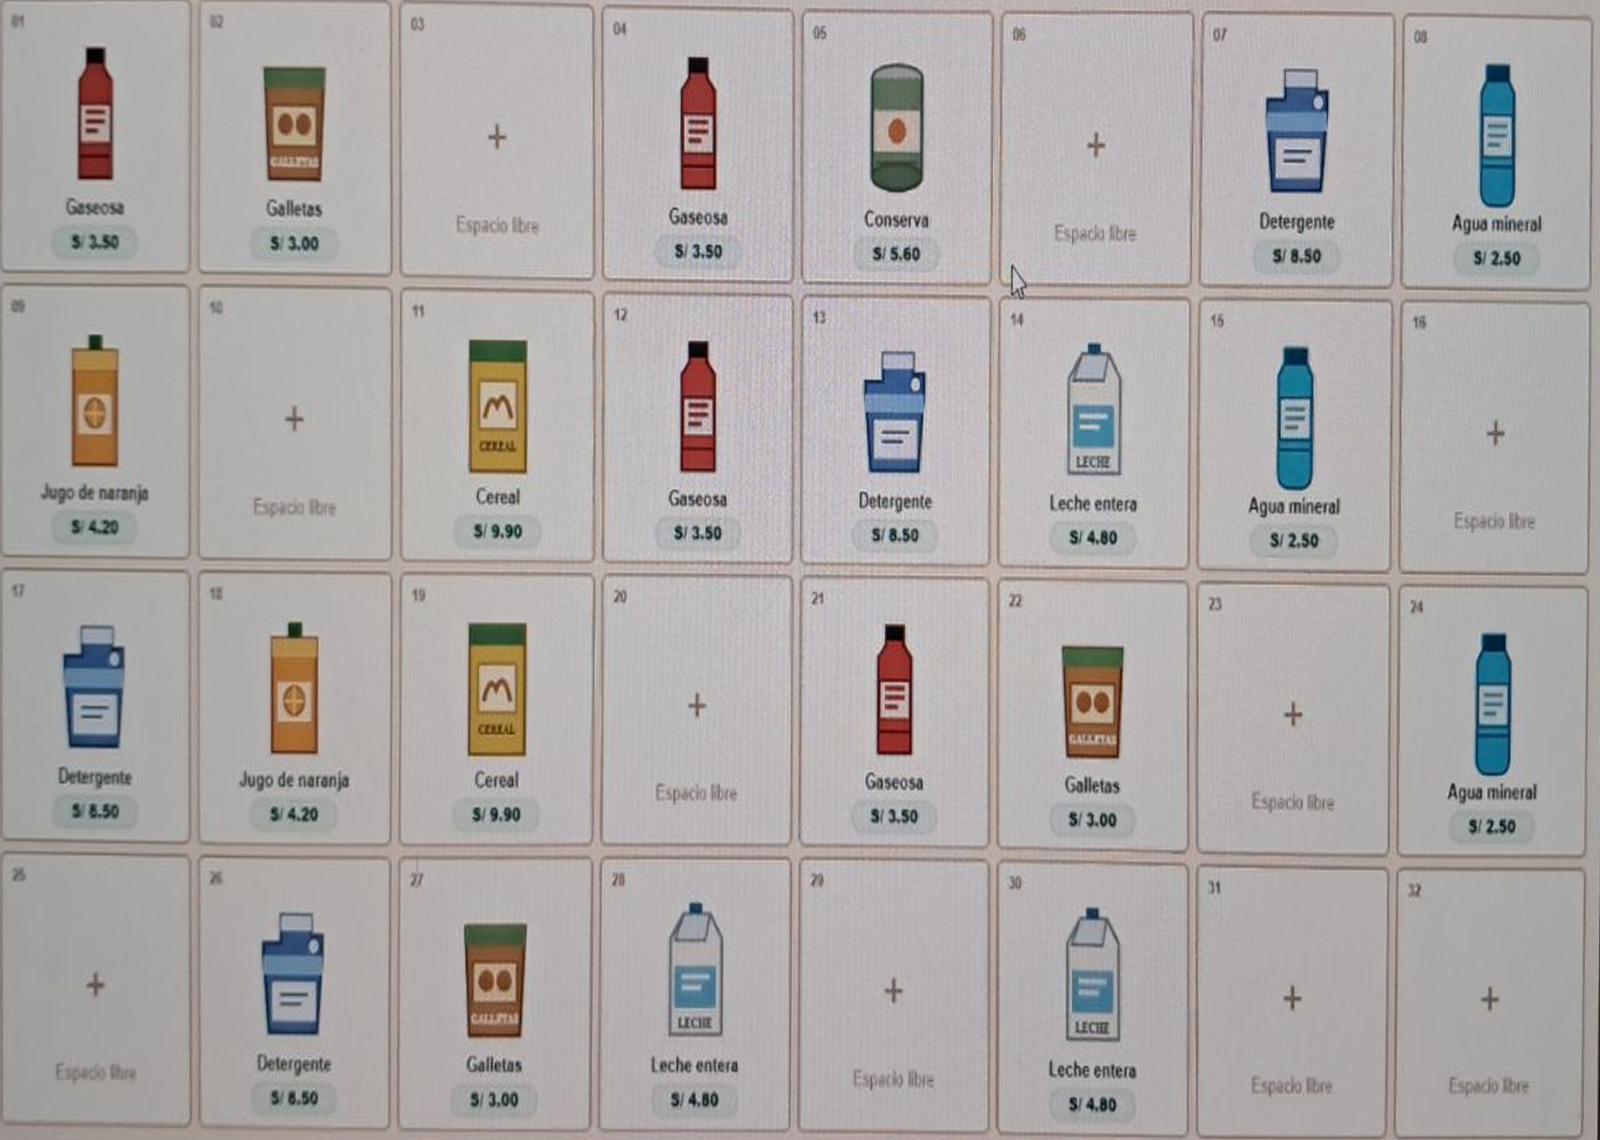 01 02 03 04 05 06 07 08
GALLETAS
Gaseosa Galletas Espacio libre Gaseosa Conserva Espacio libre Detergente Agua mineral
S/ 3.50 S/ 3.00 S/ 3.50 S/ 5.60 S/ 8.50 S/ 2.50
09 10 11 12 13 14 15 16
CEREAL LECHE
Jugo de naranja Espacio libre Cereal Gaseosa Detergente Leche entera Agua mineral Espacio libre
S/ 4.20 S/ 9.90 S/ 3.50 S/ 8.50 S/ 4.80 S/ 2.50
17 18 19 20 21 22 23 24
CEREAL GALLETAS
Detergente Jugo de naranja Cereal Espacio libre Gaseosa Galletas Espacio libre Agua mineral
S/ 8.50 S/ 4.20 S/ 9.90 S/ 3.50 S/ 3.00 S/ 2.50
25 26 27 28 29 30 31 32
GALLETAS LECHE LECHE
Espacio libre Detergente Galletas Leche entera Espacio libre Leche entera Espacio libre Espacio libre
S/ 8.50 S/ 3.00 S/ 4.80 S/ 4.80